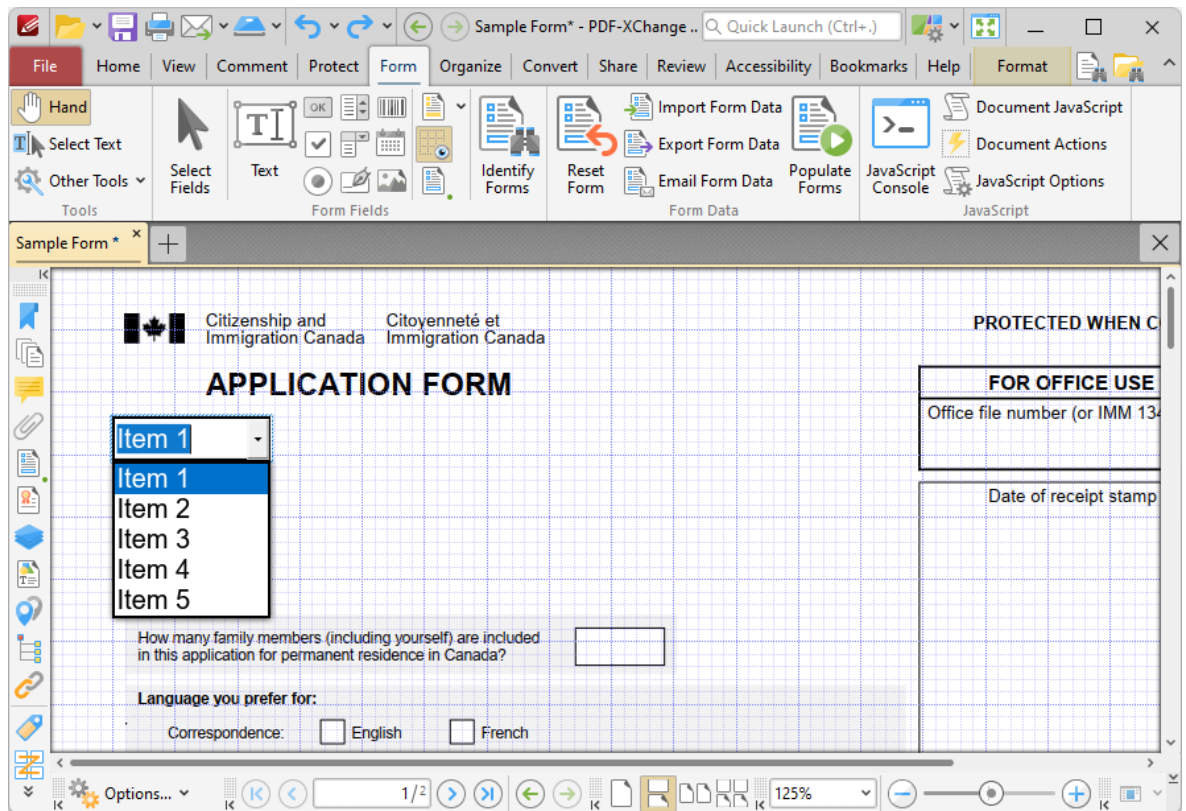 Sample Form* - PDF-XChange ..
Quick Launch (Ctrl+.)
File Home View Comment Protect Form Organize Convert Share Review Accessibility Bookmarks Help Format
Hand
Select Text
Other Tools
Tools
Select Fields
Text
OK
Form Fields
Identify Forms
Reset Form
Import Form Data
Export Form Data
Email Form Data
Populate Forms
Form Data
JavaScript Console
Document JavaScript
Document Actions
JavaScript Options
JavaScript
Sample Form *
Citizenship and
Immigration Canada
Citoyenneté et
Immigration Canada
PROTECTED WHEN C
APPLICATION FORM
FOR OFFICE USE
Office file number (or IMM 134
Date of receipt stamp
Item 1
Item 1
Item 2
Item 3
Item 4
Item 5
How many family members (including yourself) are included
in this application for permanent residence in Canada?
Language you prefer for:
Correspondence: English French
Options... 1/2 125%